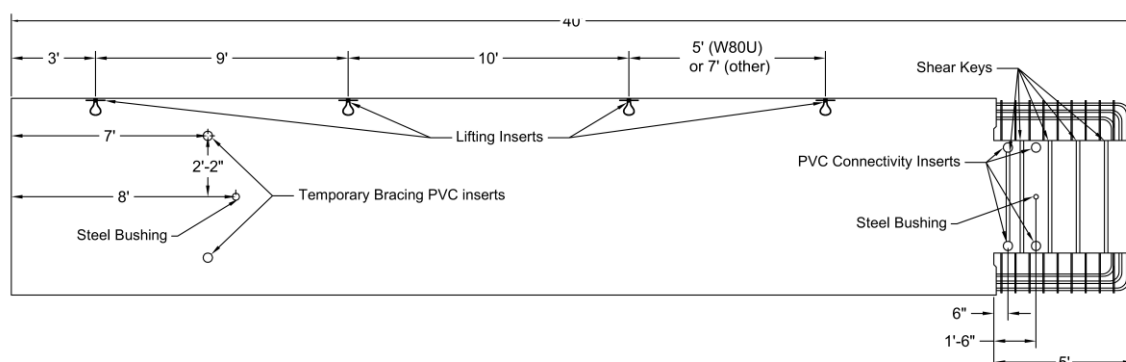 40'
3'
9'
10'
5' (W80U)
or 7' (other)
Shear Keys
7'
Lifting Inserts
2'-2"
PVC Connectivity Inserts
8'
Temporary Bracing PVC inserts
Steel Bushing
Steel Bushing
6"
1'-6"
5'